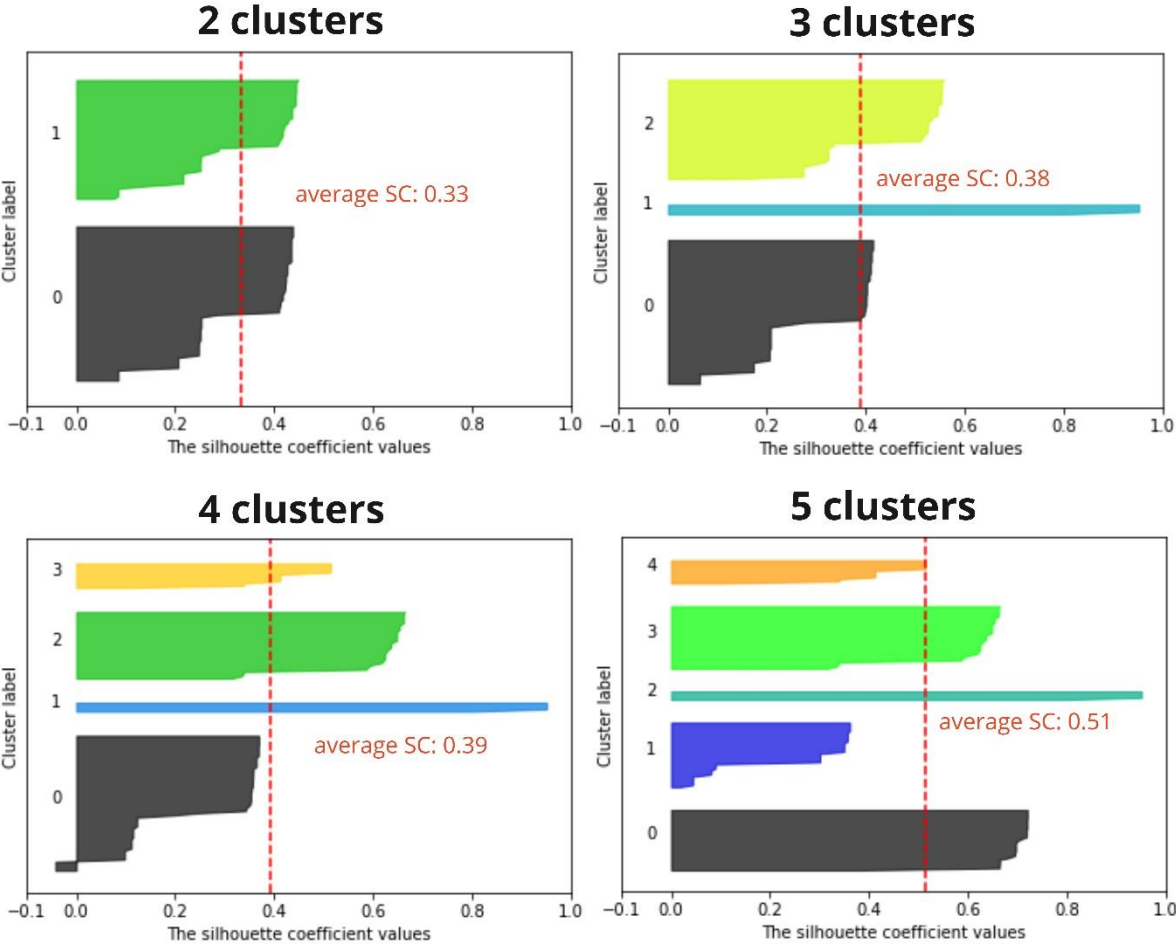 2 clusters
1
average SC: 0.33
0
Cluster label
−0.1 0.0 0.2 0.4 0.6 0.8 1.0
The silhouette coefficient values
3 clusters
2
average SC: 0.38
1
0
Cluster label
−0.1 0.0 0.2 0.4 0.6 0.8 1.0
The silhouette coefficient values
4 clusters
3
2
1
average SC: 0.39
0
Cluster label
−0.1 0.0 0.2 0.4 0.6 0.8 1.0
The silhouette coefficient values
5 clusters
4
3
2
average SC: 0.51
1
0
Cluster label
−0.1 0.0 0.2 0.4 0.6 0.8 1.0
The silhouette coefficient values